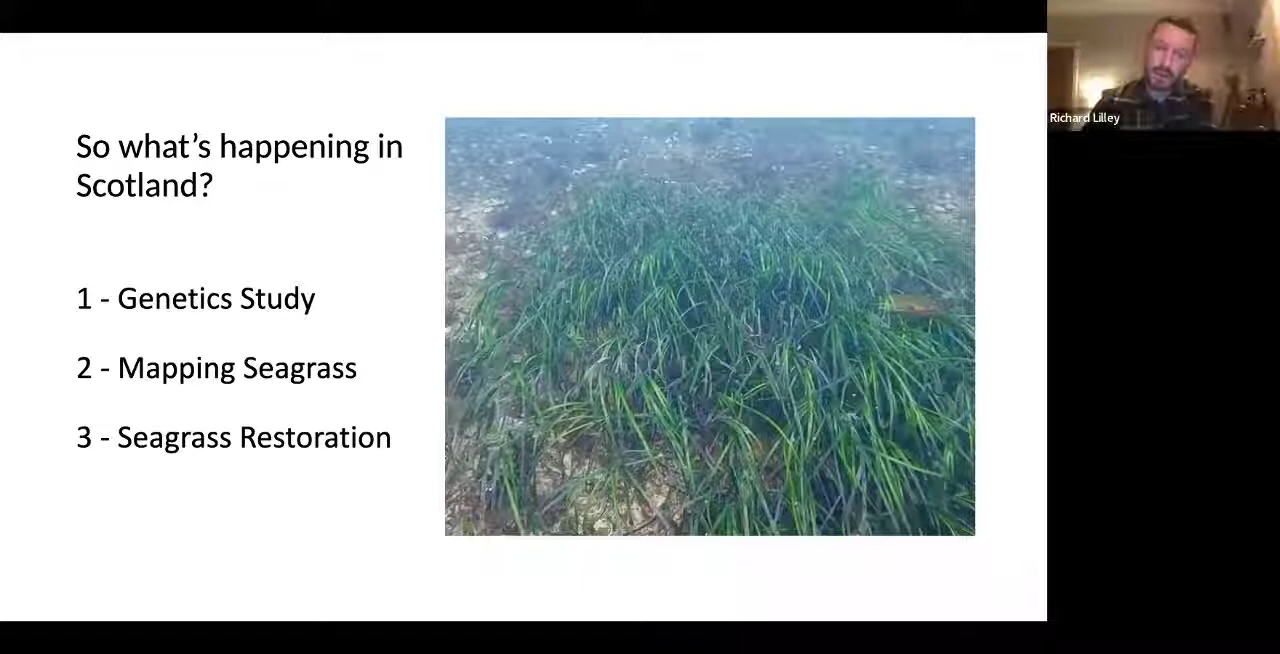 So what’s happening in
Scotland?
1 - Genetics Study
2 - Mapping Seagrass
3 - Seagrass Restoration
Richard Lilley